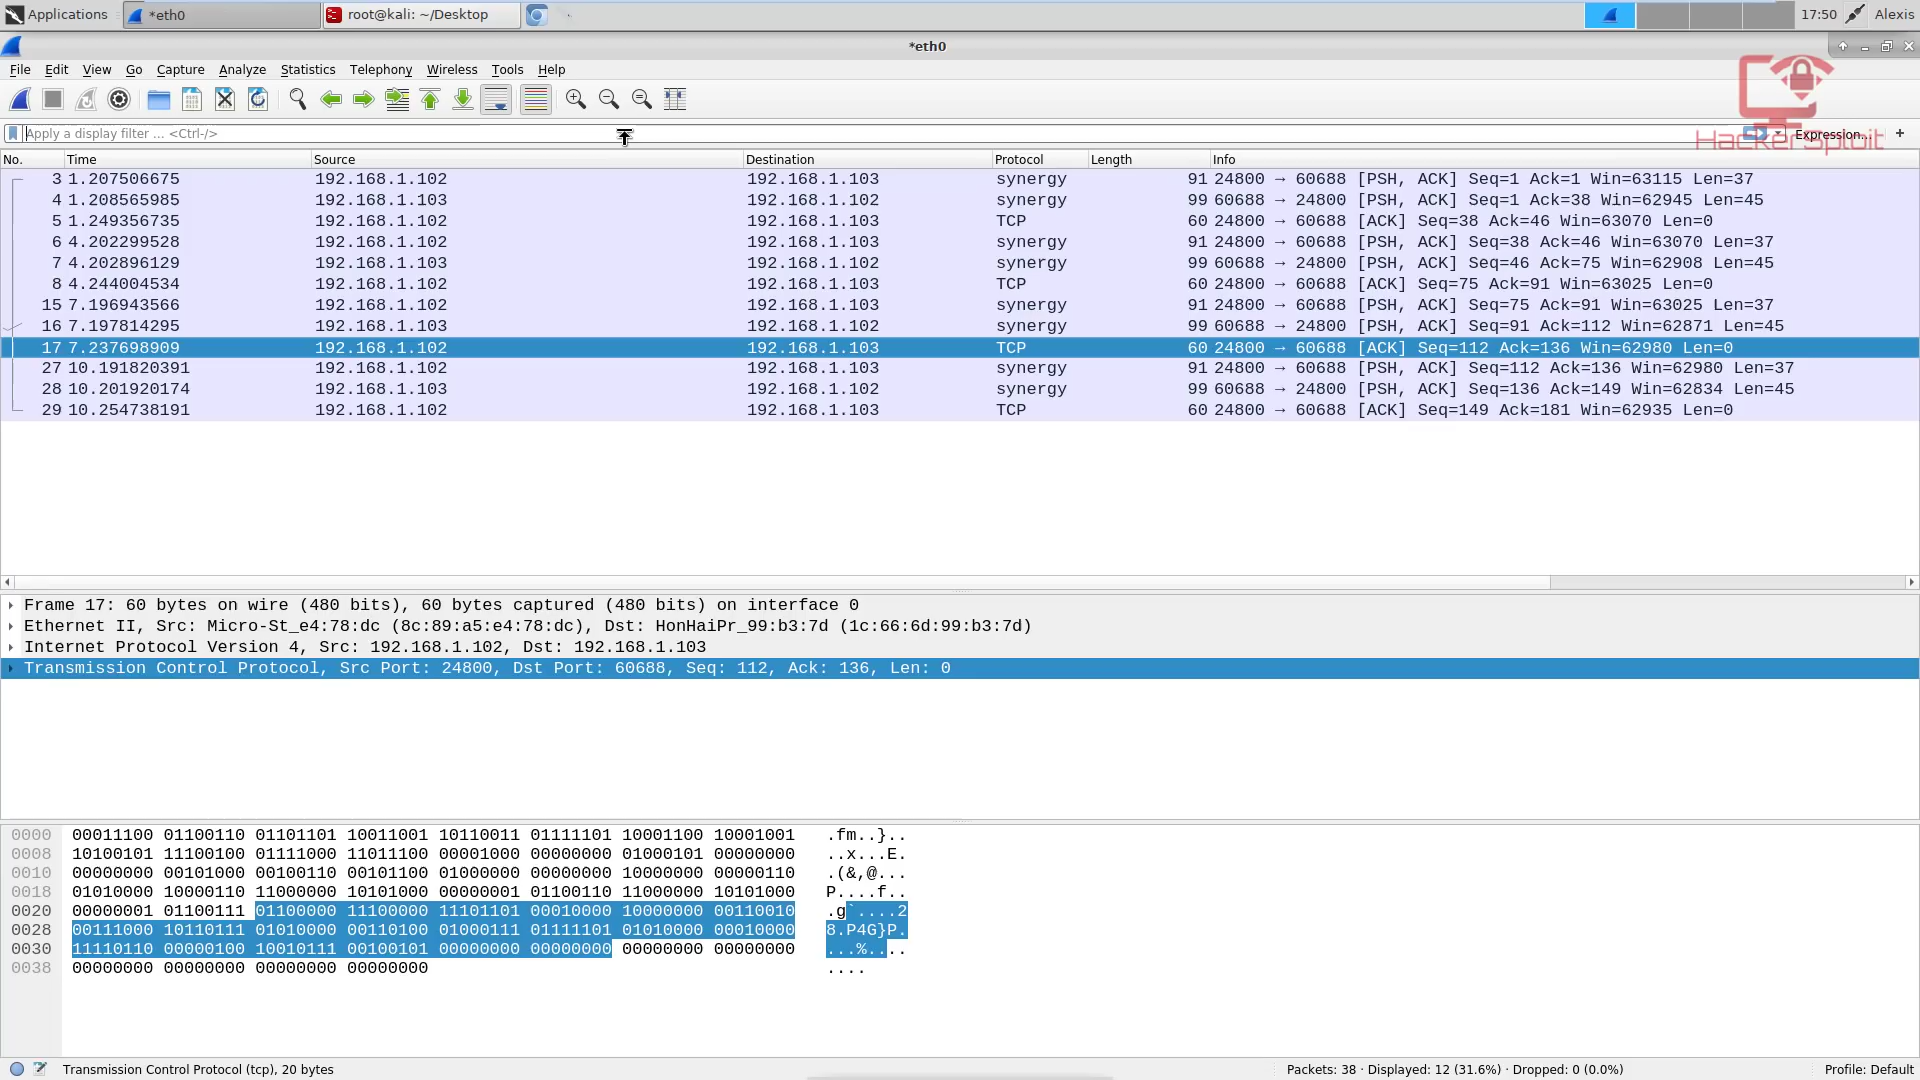 Applications *eth0 root@kali: ~/Desktop 17:50 Alexis
*eth0
File Edit View Go Capture Analyze Statistics Telephony Wireless Tools Help
Apply a display filter ... <Ctrl-/> Expression... +
HackerSploit
No. Time Source Destination Protocol Length Info
3 1.207506675 192.168.1.102 192.168.1.103 synergy 91 24800 → 60688 [PSH, ACK] Seq=1 Ack=1 Win=63115 Len=37
4 1.208565985 192.168.1.103 192.168.1.102 synergy 99 60688 → 24800 [PSH, ACK] Seq=1 Ack=38 Win=62945 Len=45
5 1.249356735 192.168.1.102 192.168.1.103 TCP 60 24800 → 60688 [ACK] Seq=38 Ack=46 Win=63070 Len=0
6 4.202299528 192.168.1.102 192.168.1.103 synergy 91 24800 → 60688 [PSH, ACK] Seq=38 Ack=46 Win=63070 Len=37
7 4.202896129 192.168.1.103 192.168.1.102 synergy 99 60688 → 24800 [PSH, ACK] Seq=46 Ack=75 Win=62908 Len=45
8 4.244004534 192.168.1.102 192.168.1.103 TCP 60 24800 → 60688 [ACK] Seq=75 Ack=91 Win=63025 Len=0
15 7.196943566 192.168.1.102 192.168.1.103 synergy 91 24800 → 60688 [PSH, ACK] Seq=75 Ack=91 Win=63025 Len=37
16 7.197814295 192.168.1.103 192.168.1.102 synergy 99 60688 → 24800 [PSH, ACK] Seq=91 Ack=112 Win=62871 Len=45
17 7.237698909 192.168.1.102 192.168.1.103 TCP 60 24800 → 60688 [ACK] Seq=112 Ack=136 Win=62980 Len=0
27 10.191820391 192.168.1.102 192.168.1.103 synergy 91 24800 → 60688 [PSH, ACK] Seq=112 Ack=136 Win=62980 Len=37
28 10.201920174 192.168.1.103 192.168.1.102 synergy 99 60688 → 24800 [PSH, ACK] Seq=136 Ack=149 Win=62834 Len=45
29 10.254738191 192.168.1.102 192.168.1.103 TCP 60 24800 → 60688 [ACK] Seq=149 Ack=181 Win=62935 Len=0
Frame 17: 60 bytes on wire (480 bits), 60 bytes captured (480 bits) on interface 0
Ethernet II, Src: Micro-St_e4:78:dc (8c:89:a5:e4:78:dc), Dst: HonHaiPr_99:b3:7d (1c:66:6d:99:b3:7d)
Internet Protocol Version 4, Src: 192.168.1.102, Dst: 192.168.1.103
Transmission Control Protocol, Src Port: 24800, Dst Port: 60688, Seq: 112, Ack: 136, Len: 0
0000 00011100 01100110 01101101 10011001 10110011 01111101 10001100 10001001 .fm..}..
0008 10100101 11100100 01111000 11011100 00001000 00000000 01000101 00000000 ..x...E.
0010 00000000 00101000 00100110 00101100 01000000 00000000 10000000 00000110 .(&,@...
0018 01010000 10000110 11000000 10101000 00000001 01100110 11000000 10101000 P....f..
0020 00000001 01100111 01100000 11100000 11101101 00010000 10000000 00110010 .g`....2
0028 00111000 10110111 01010000 00110100 01000111 01111101 01010000 00010000 8.P4G}P.
0030 11110110 00000100 10010111 00100101 00000000 00000000 00000000 00000000 ...%....
0038 00000000 00000000 00000000 00000000 ....
Transmission Control Protocol (tcp), 20 bytes Packets: 38 · Displayed: 12 (31.6%) · Dropped: 0 (0.0%) Profile: Default